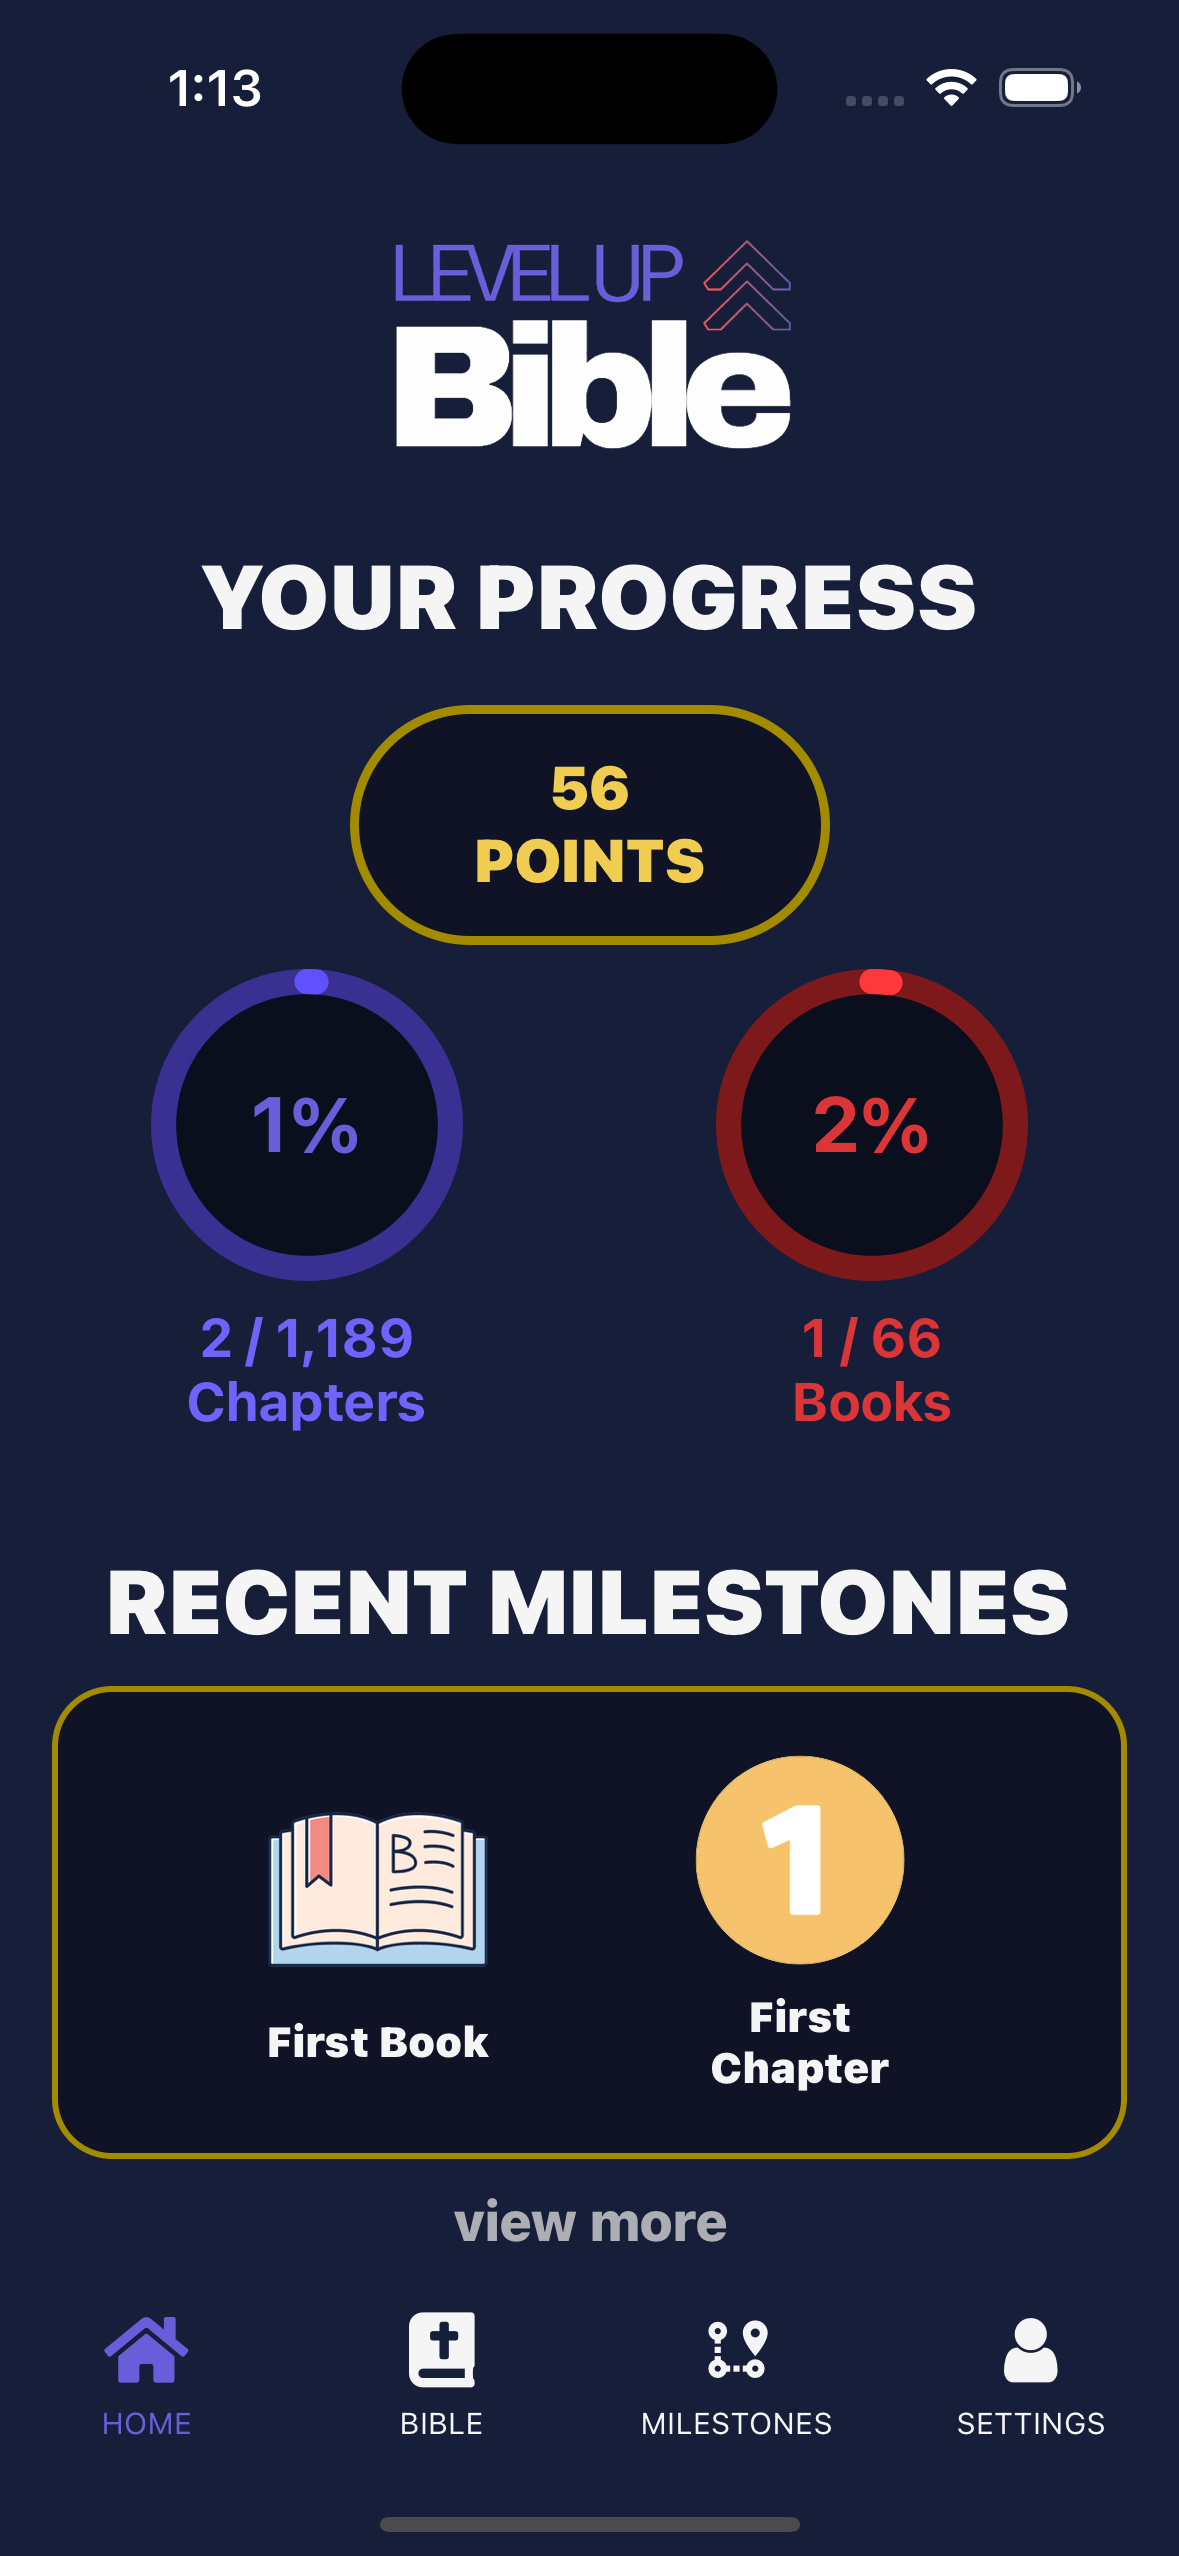 1:13
LEVEL UP
Bible
YOUR PROGRESS
56
POINTS
1%
2%
2 / 1,189
Chapters
1 / 66
Books
RECENT MILESTONES
B
1
First Book
First
Chapter
view more
HOME
BIBLE
MILESTONES
SETTINGS